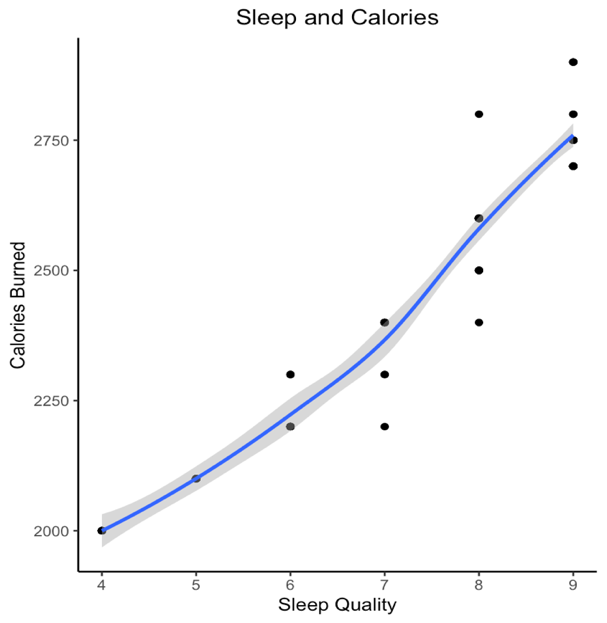 Sleep and Calories
Calories Burned
2750
2500
2250
2000
4 5 6 7 8 9
Sleep Quality